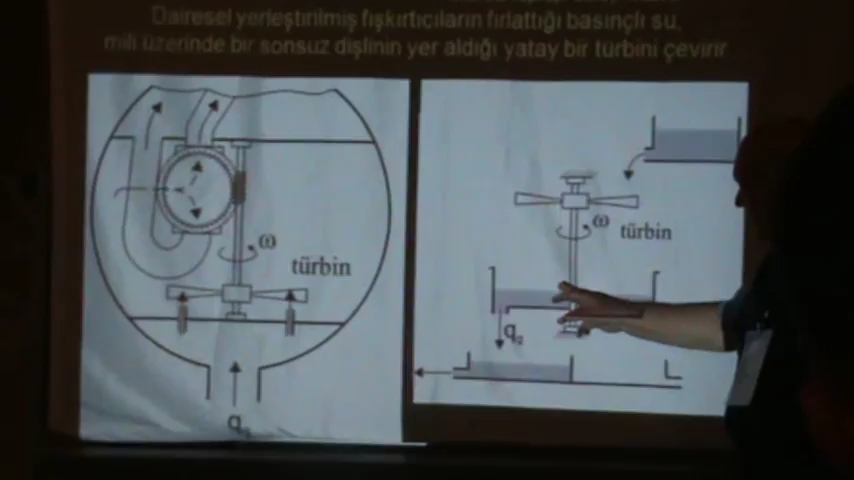 Dairesel yerleştirilmiş fışkırtıcıların fırlattığı basınçlı su,
mili üzerinde bir sonsuz dişlinin yer aldığı yatay bir türbini çevirir
ω
türbin
q
ω
türbin
q